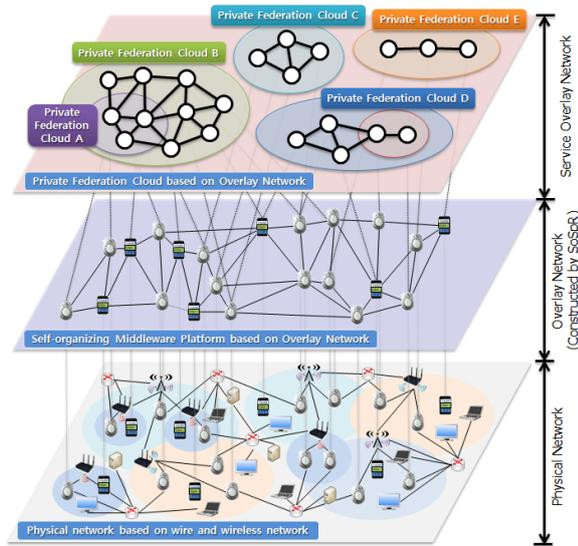 Private Federation Cloud C
Private Federation Cloud E
Private Federation Cloud B
Private Federation Cloud D
Private
Federation
Cloud A
Private Federation Cloud based on Overlay Network
Service Overlay Network
Self-organizing Middleware Platform based on Overlay Network
Overlay Network
(Constructed by SoSpR)
Physical network based on wire and wireless network
Physical Network